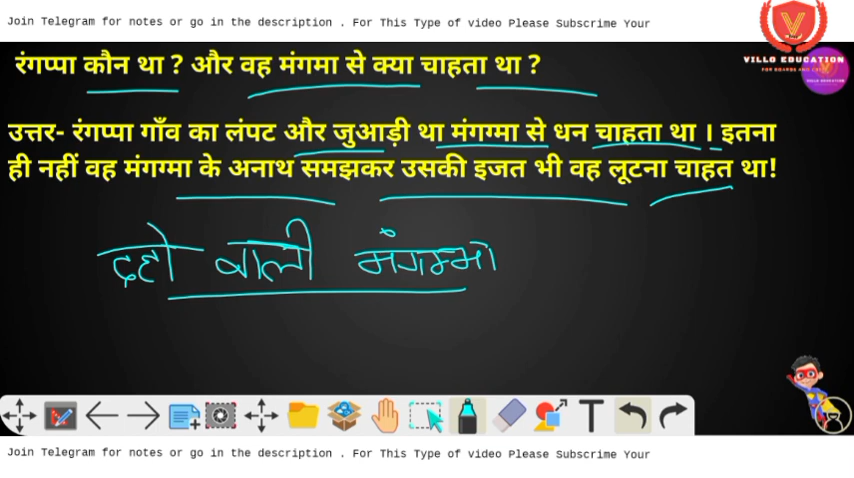 Join Telegram for notes or go in the description . For This Type of video Please Subscrime Your
VILLO EDUCATION
रंगप्पा कौन था ? और वह मंगमा से क्या चाहता था ?
उत्तर- रंगप्पा गाँव का लंपट और जुआड़ी था मंगग्मा से धन चाहता था । इतना
ही नहीं वह मंगग्मा के अनाथ समझकर उसकी इजत भी वह लूटना चाहत था!
दही वाली मंगम्मा
Join Telegram for notes or go in the description . For This Type of video Please Subscrime Your